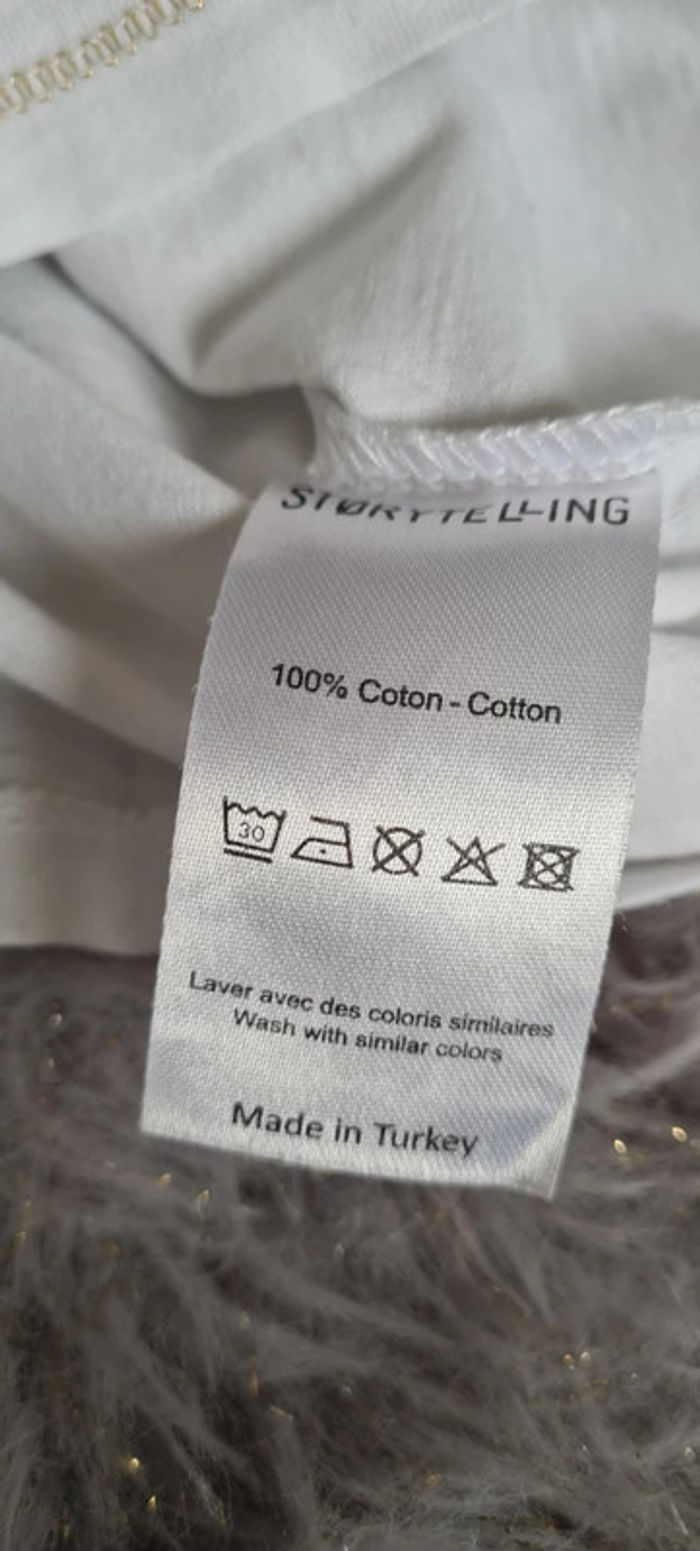 STØRYTELLING
100% Coton - Cotton
30
Laver avec des coloris similaires
Wash with similar colors
Made in Turkey